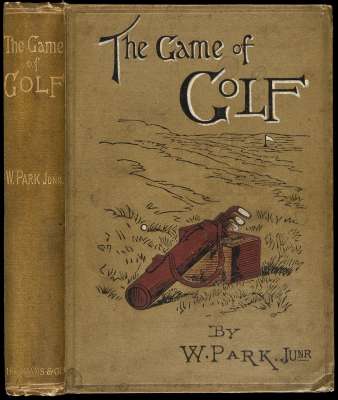 The Game
of
GOLF
W. PARK JUNR.
The Game of
GOLF
BY
W. PARK. JUNR